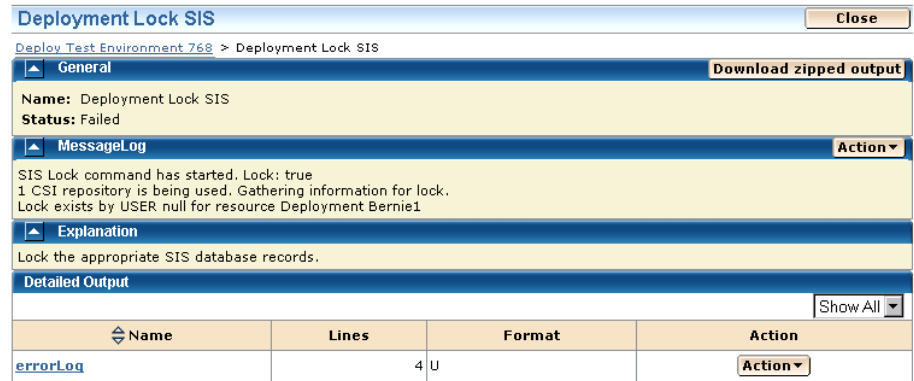 Deployment Lock SIS
Close
Deploy Test Environment 768 > Deployment Lock SIS
General
Download zipped output
Name: Deployment Lock SIS
Status: Failed
MessageLog
Action
SIS Lock command has started. Lock: true
1 CSI repository is being used. Gathering information for lock.
Lock exists by USER null for resource Deployment Bernie1
Explanation
Lock the appropriate SIS database records.
Detailed Output
Show All
Name Lines Format Action
errorLog 4 U Action